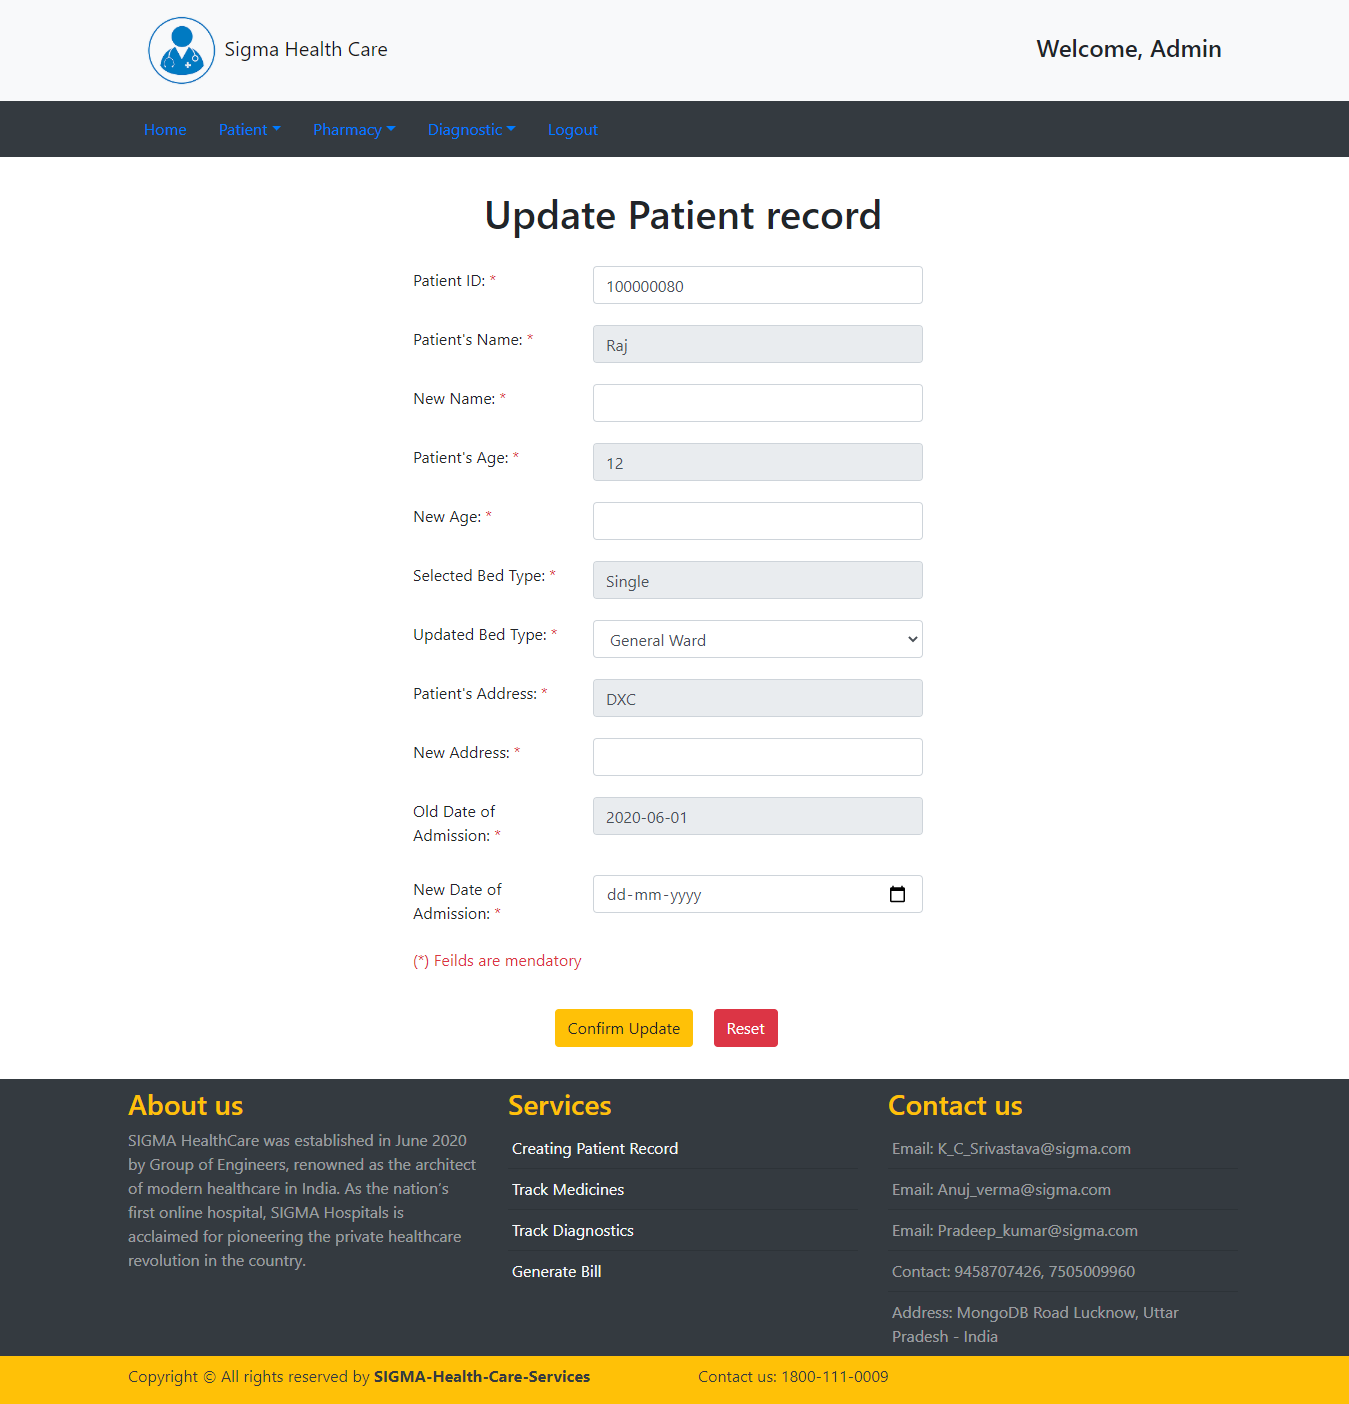 Sigma Health Care
Welcome, Admin
Home
Patient
Pharmacy
Diagnostic
Logout
Update Patient record
Patient ID: *
100000080
Patient's Name: *
Raj
New Name: *
Patient's Age: *
12
New Age: *
Selected Bed Type: *
Single
Updated Bed Type: *
General Ward
Patient's Address: *
DXC
New Address: *
Old Date of
Admission: *
2020-06-01
New Date of
Admission: *
dd-mm-yyyy
(*) Feilds are mendatory
Confirm Update
Reset
About us
SIGMA HealthCare was established in June 2020
by Group of Engineers, renowned as the architect
of modern healthcare in India. As the nation’s
first online hospital, SIGMA Hospitals is
acclaimed for pioneering the private healthcare
revolution in the country.
Services
Creating Patient Record
Track Medicines
Track Diagnostics
Generate Bill
Contact us
Email: K_C_Srivastava@sigma.com
Email: Anuj_verma@sigma.com
Email: Pradeep_kumar@sigma.com
Contact: 9458707426, 7505009960
Address: MongoDB Road Lucknow, Uttar
Pradesh - India
Copyright © All rights reserved by SIGMA-Health-Care-Services
Contact us: 1800-111-0009